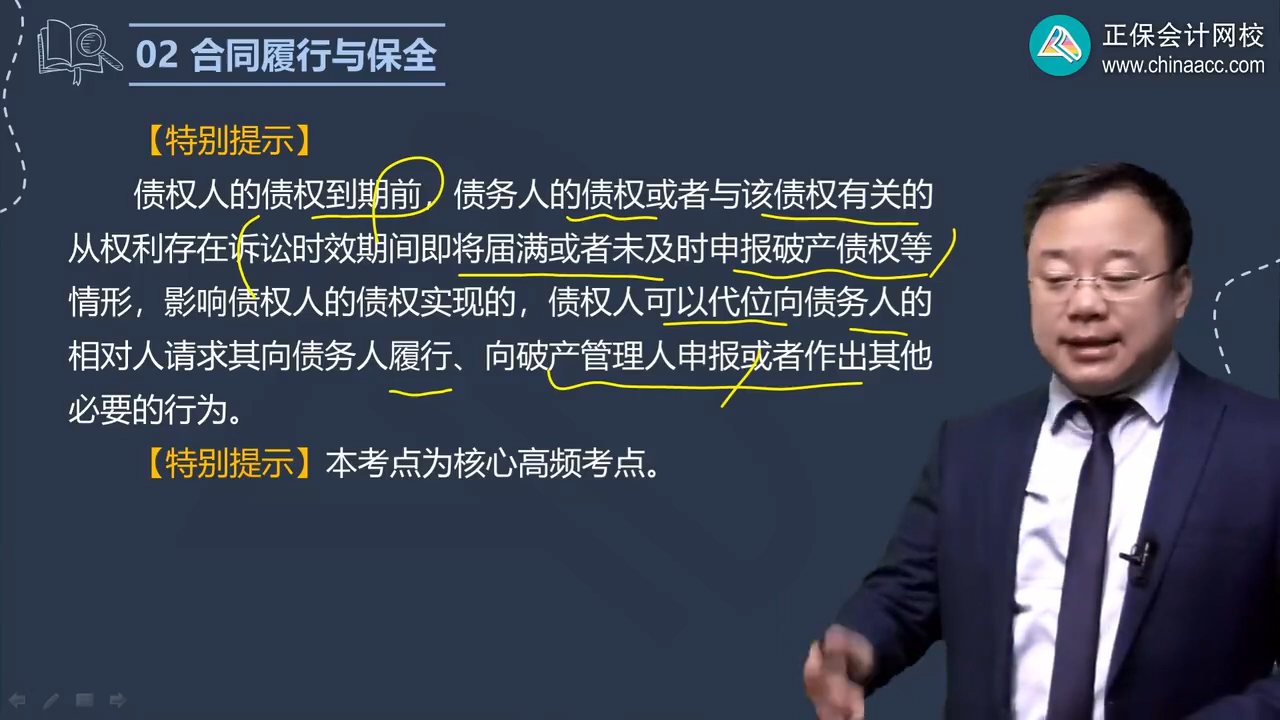 02 合同履行与保全
正保会计网校
www.chinaacc.com
【特别提示】
债权人的债权到期前，债务人的债权或者与该债权有关的
从权利存在诉讼时效期间即将届满或者未及时申报破产债权等
情形，影响债权人的债权实现的，债权人可以代位向债务人的
相对人请求其向债务人履行、向破产管理人申报或者作出其他
必要的行为。
【特别提示】本考点为核心高频考点。